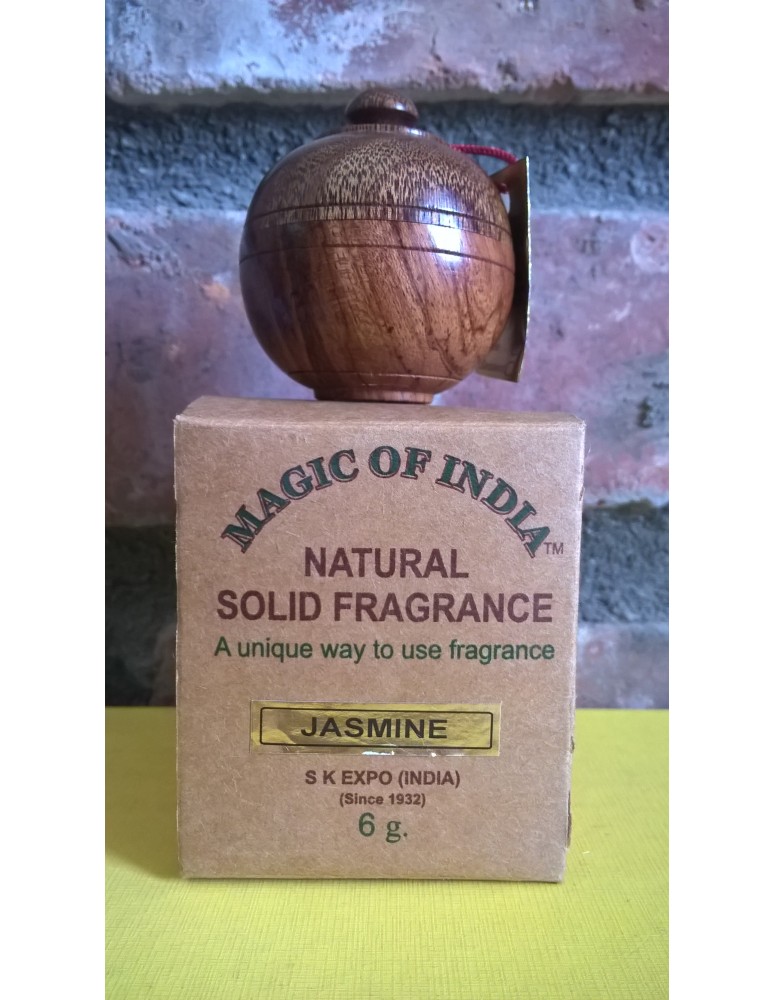 MAGIC OF INDIA™
NATURAL
SOLID FRAGRANCE
A unique way to use fragrance
JASMINE
S K EXPO (INDIA)
(Since 1932)
6 g.